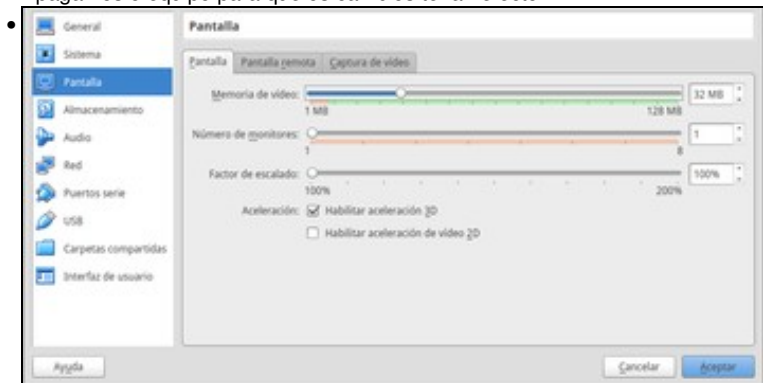 General
Sistema
Pantalla
Almacenamiento
Audio
Red
Puertos serie
USB
Carpetas compartidas
Interfaz de usuario
Pantalla
Pantalla Pantalla remota Captura de vídeo
Memoria de vídeo: 32 MB
1 MB 128 MB
Número de monitores: 1
1 8
Factor de escalado: 100%
100% 200%
Aceleración: Habilitar aceleración 3D
Habilitar aceleración de vídeo 2D
Ayuda Cancelar Aceptar